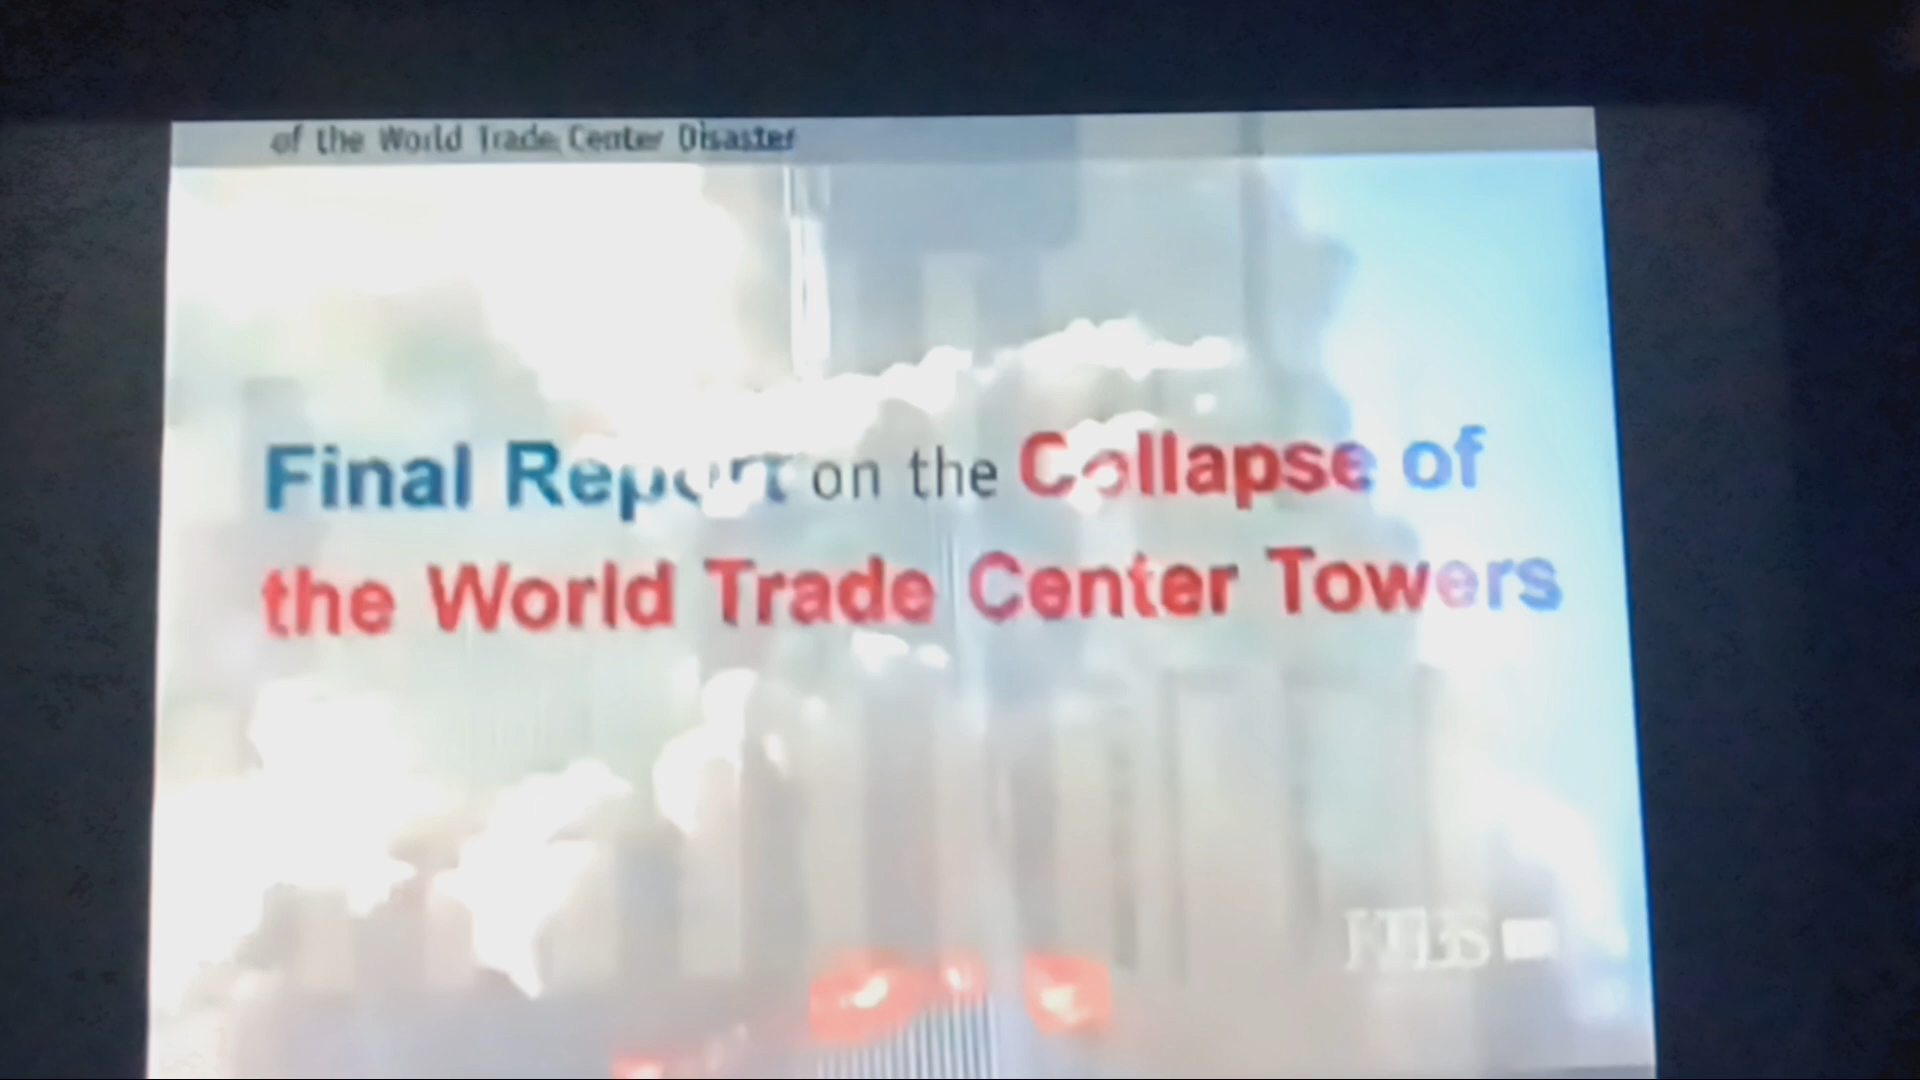 of the World Trade Center Disaster
Final Report on the Collapse of
the World Trade Center Towers